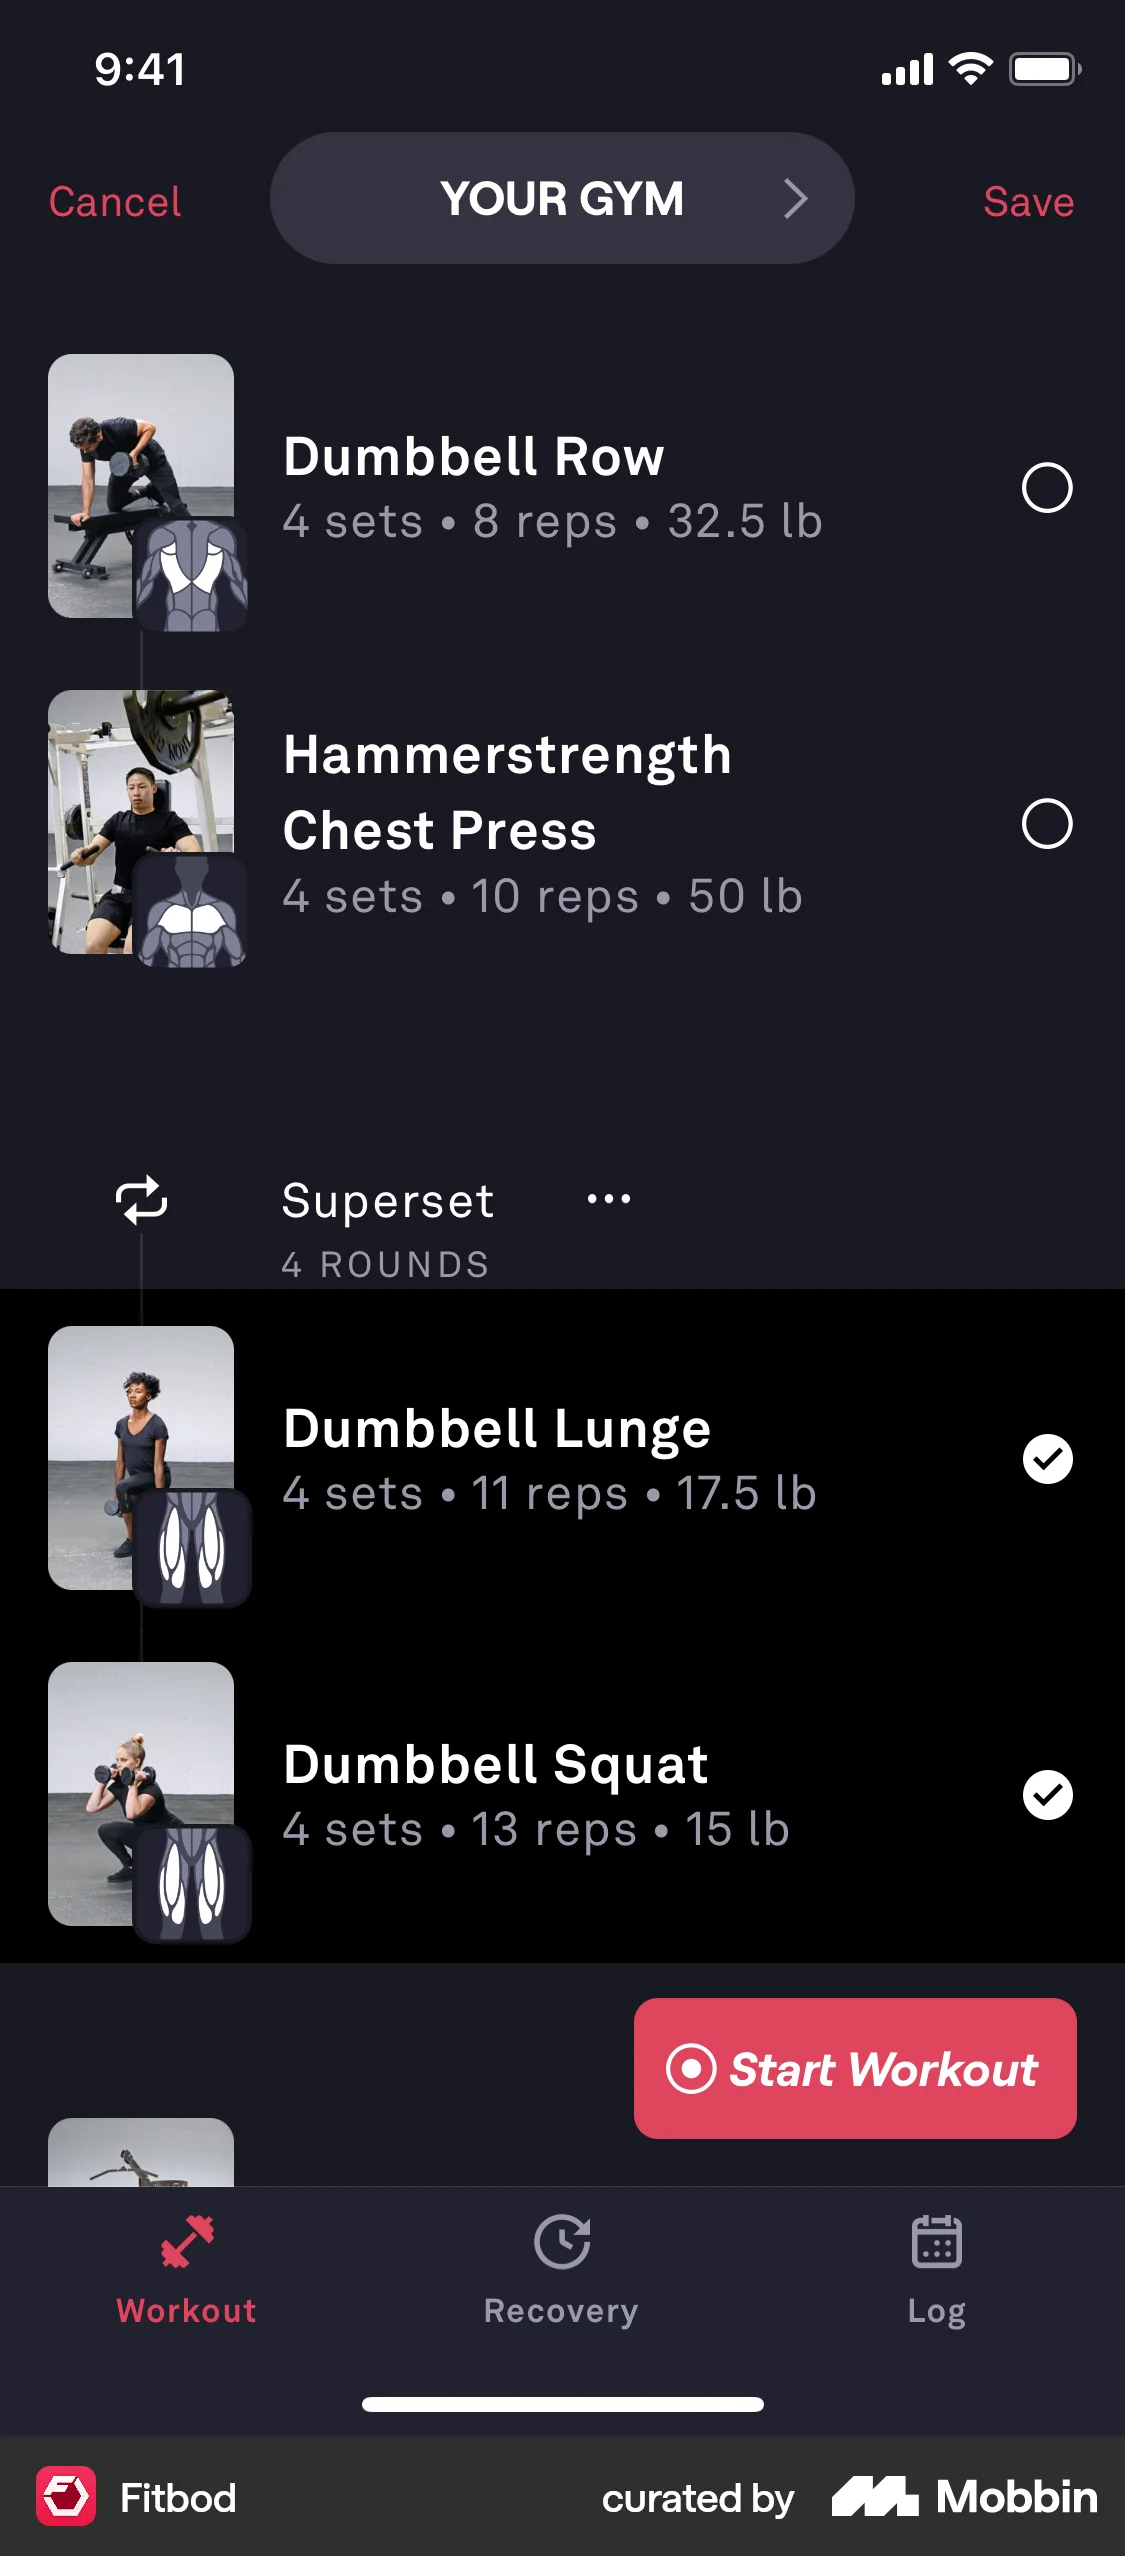 9:41
Cancel
YOUR GYM
Save
Dumbbell Row
4 sets • 8 reps • 32.5 lb
Hammerstrength
Chest Press
4 sets • 10 reps • 50 lb
Superset
4 ROUNDS
Dumbbell Lunge
4 sets • 11 reps • 17.5 lb
Dumbbell Squat
4 sets • 13 reps • 15 lb
Start Workout
Workout
Recovery
Log
Fitbod
curated by
Mobbin